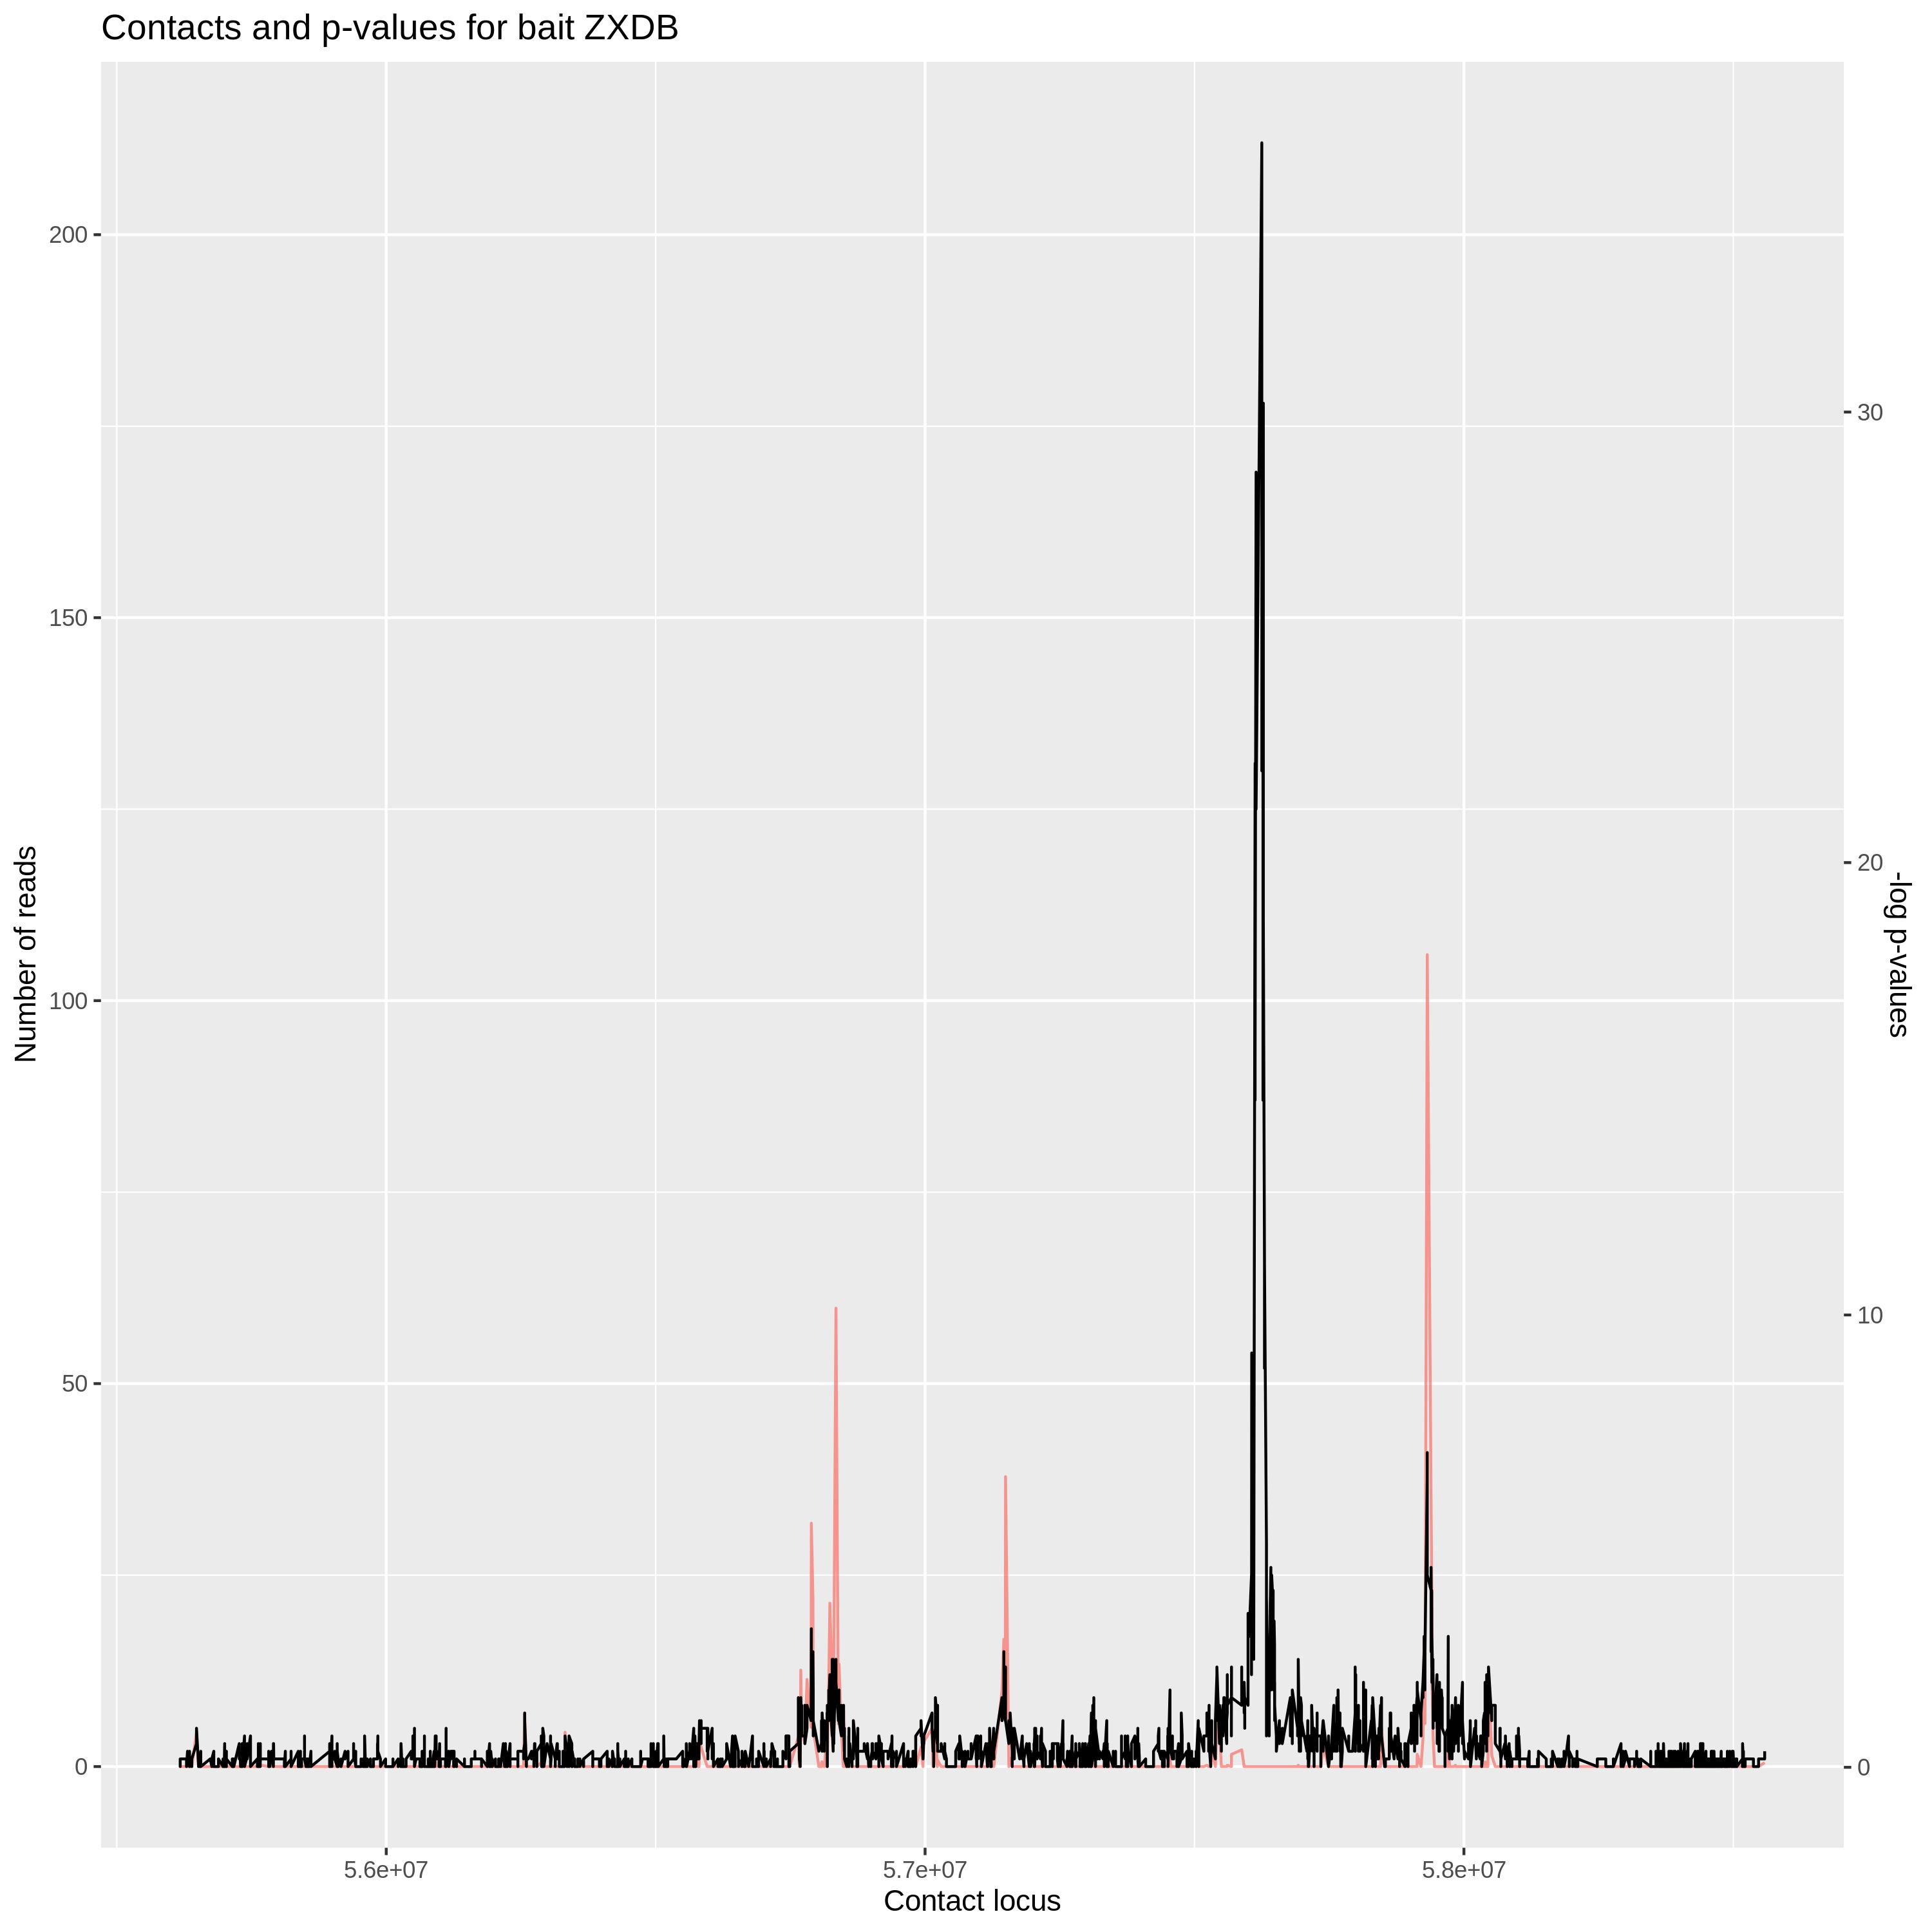 Contacts and p-values for bait ZXDB
200
150
100
50
0
Number of reads
30
20
10
0
-log p-values
5.6e+07 5.7e+07 5.8e+07
Contact locus